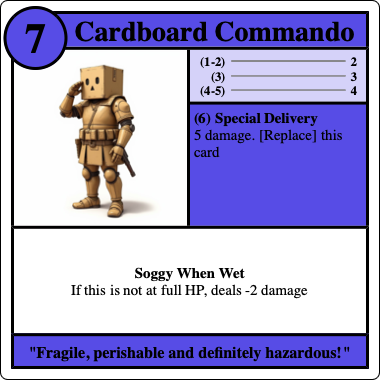 7
Cardboard Commando
(1-2) 2
(3) 3
(4-5) 4
(6) Special Delivery
5 damage. [Replace] this
card
Soggy When Wet
If this is not at full HP, deals -2 damage
"Fragile, perishable and definitely hazardous!"